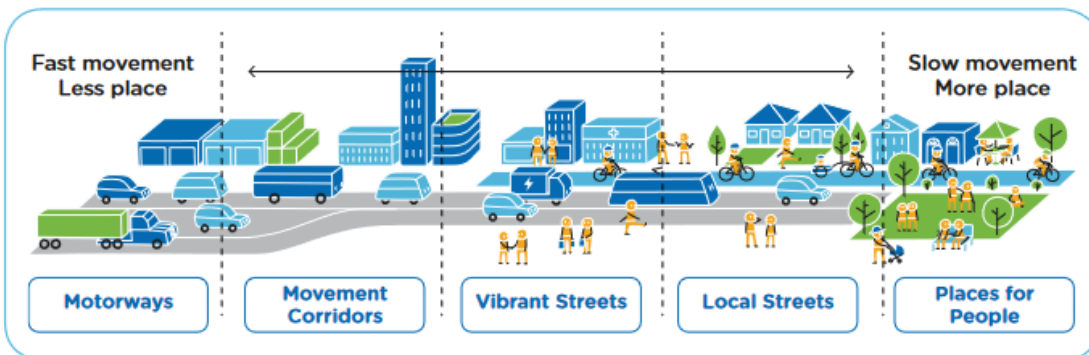 Fast movement
Less place
Slow movement
More place
Motorways
Movement
Corridors
Vibrant Streets
Local Streets
Places for
People